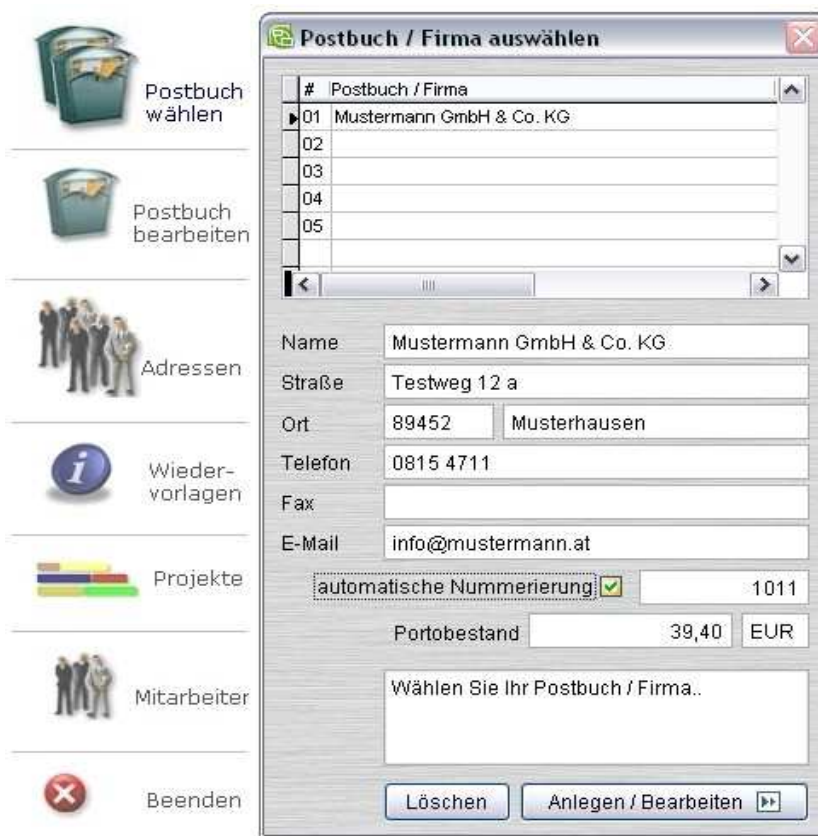 Postbuch
wählen
Postbuch
bearbeiten
Adressen
Wieder-
vorlagen
Projekte
Mitarbeiter
Beenden
Postbuch / Firma auswählen
# Postbuch / Firma
01 Mustermann GmbH & Co. KG
02
03
04
05
Name Mustermann GmbH & Co. KG
Straße Testweg 12 a
Ort 89452 Musterhausen
Telefon 0815 4711
Fax
E-Mail info@mustermann.at
automatische Nummerierung 1011
Portobestand 39,40 EUR
Wählen Sie Ihr Postbuch / Firma..
Löschen Anlegen / Bearbeiten